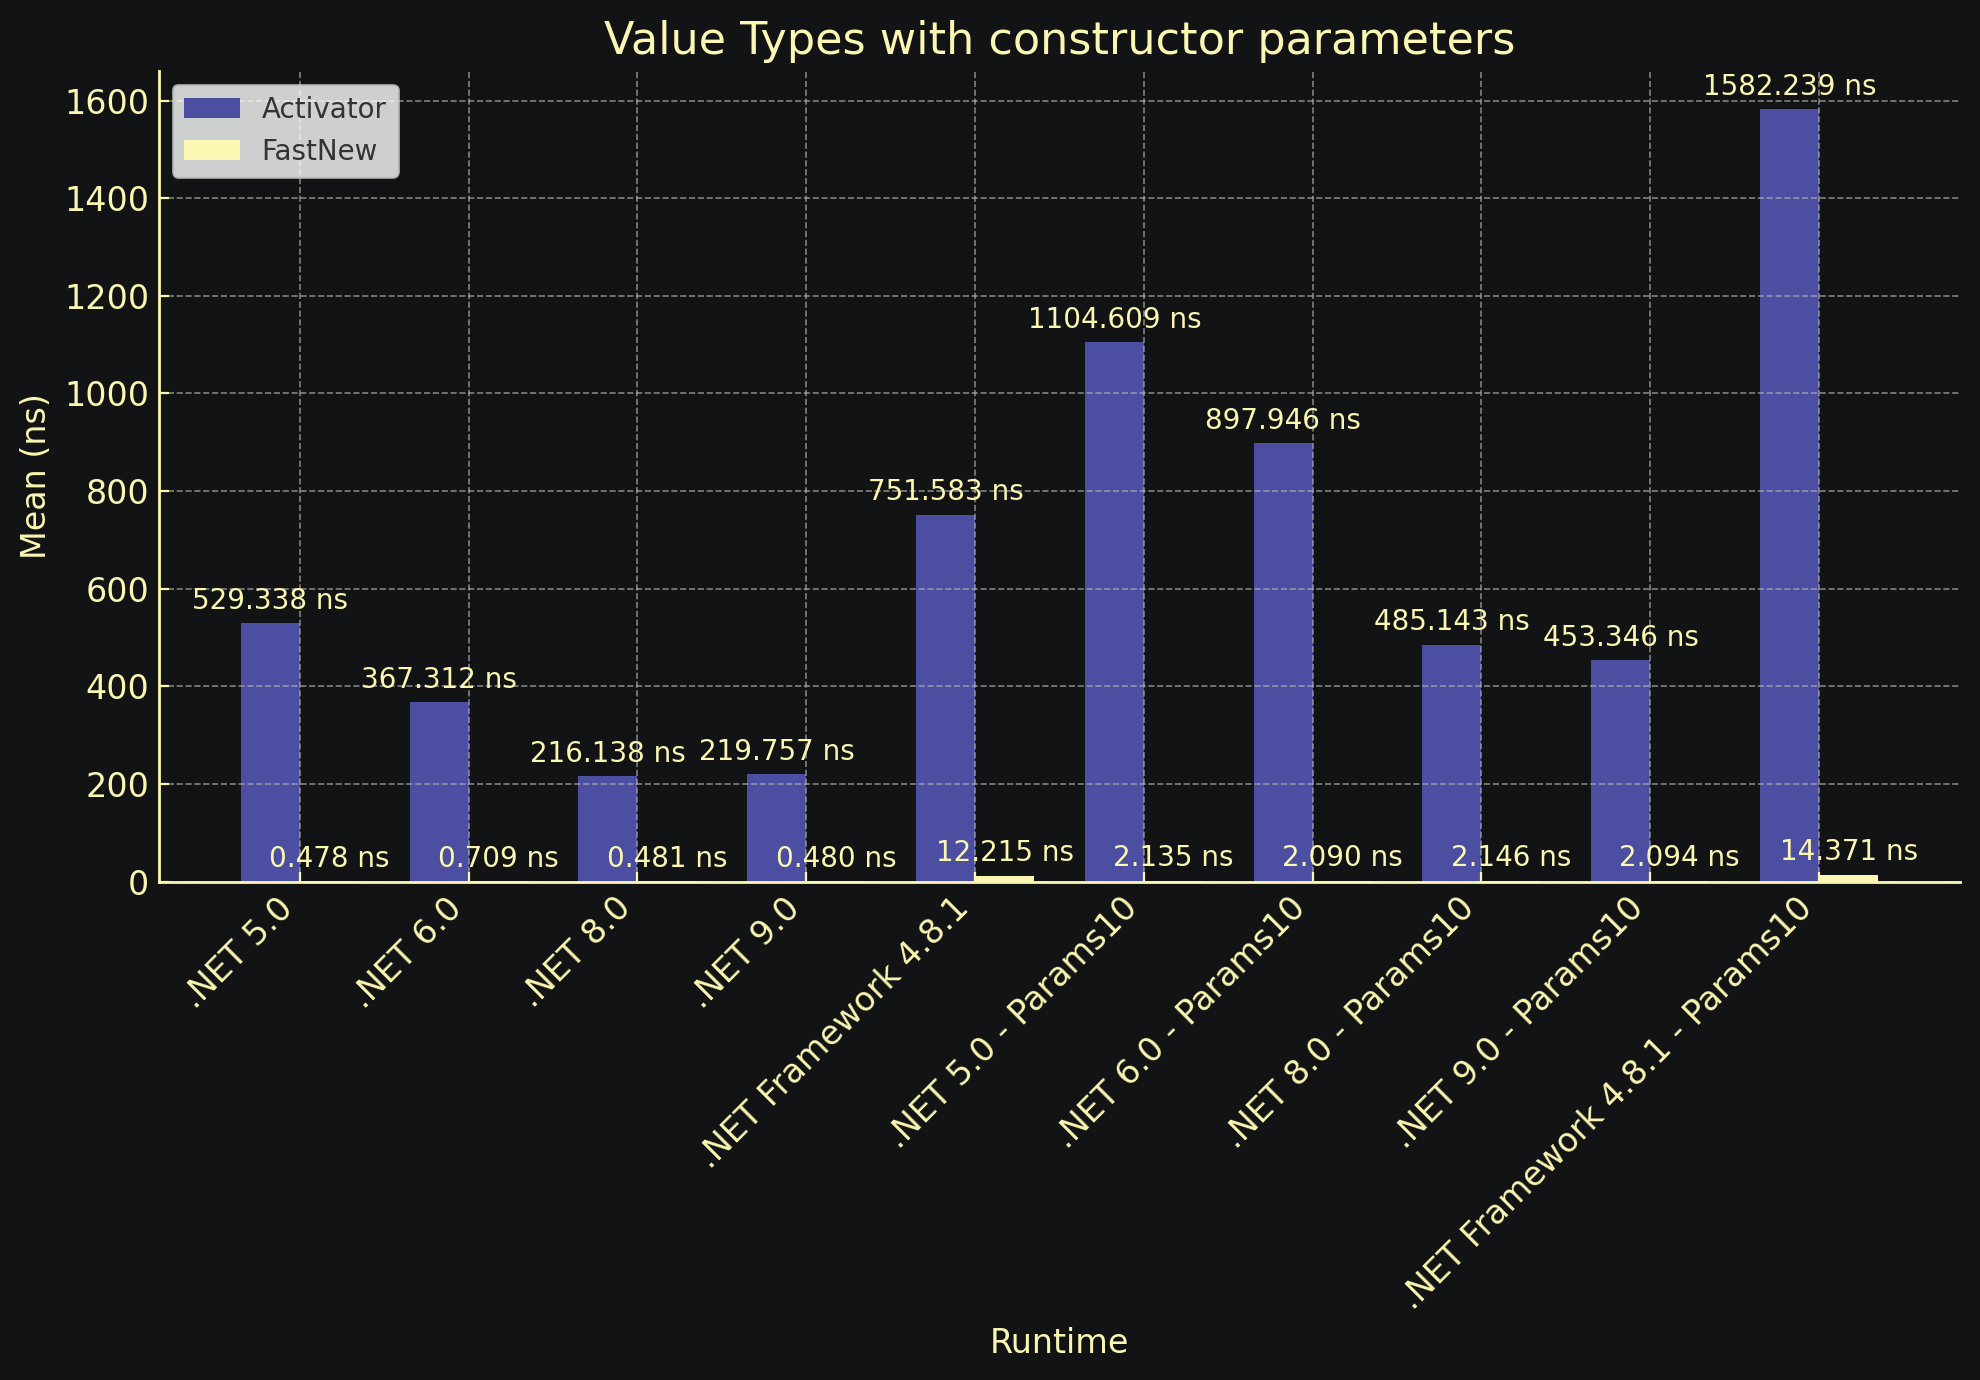 Value Types with constructor parameters
Activator
FastNew
Mean (ns)
1600
1400
1200
1000
800
600
400
200
0
529.338 ns
367.312 ns
216.138 ns
219.757 ns
751.583 ns
1104.609 ns
897.946 ns
485.143 ns
453.346 ns
1582.239 ns
0.478 ns
0.709 ns
0.481 ns
0.480 ns
12.215 ns
2.135 ns
2.090 ns
2.146 ns
2.094 ns
14.371 ns
.NET 5.0
.NET 6.0
.NET 8.0
.NET 9.0
.NET Framework 4.8.1
.NET 5.0 - Params10
.NET 6.0 - Params10
.NET 8.0 - Params10
.NET 9.0 - Params10
.NET Framework 4.8.1 - Params10
Runtime